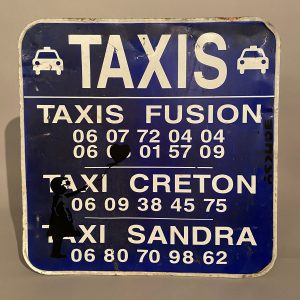 TAXIS
TAXIS FUSION
06 07 72 04 04
06 01 57 09
TAXI CRETON
06 09 38 45 75
TAXI SANDRA
06 80 70 98 62